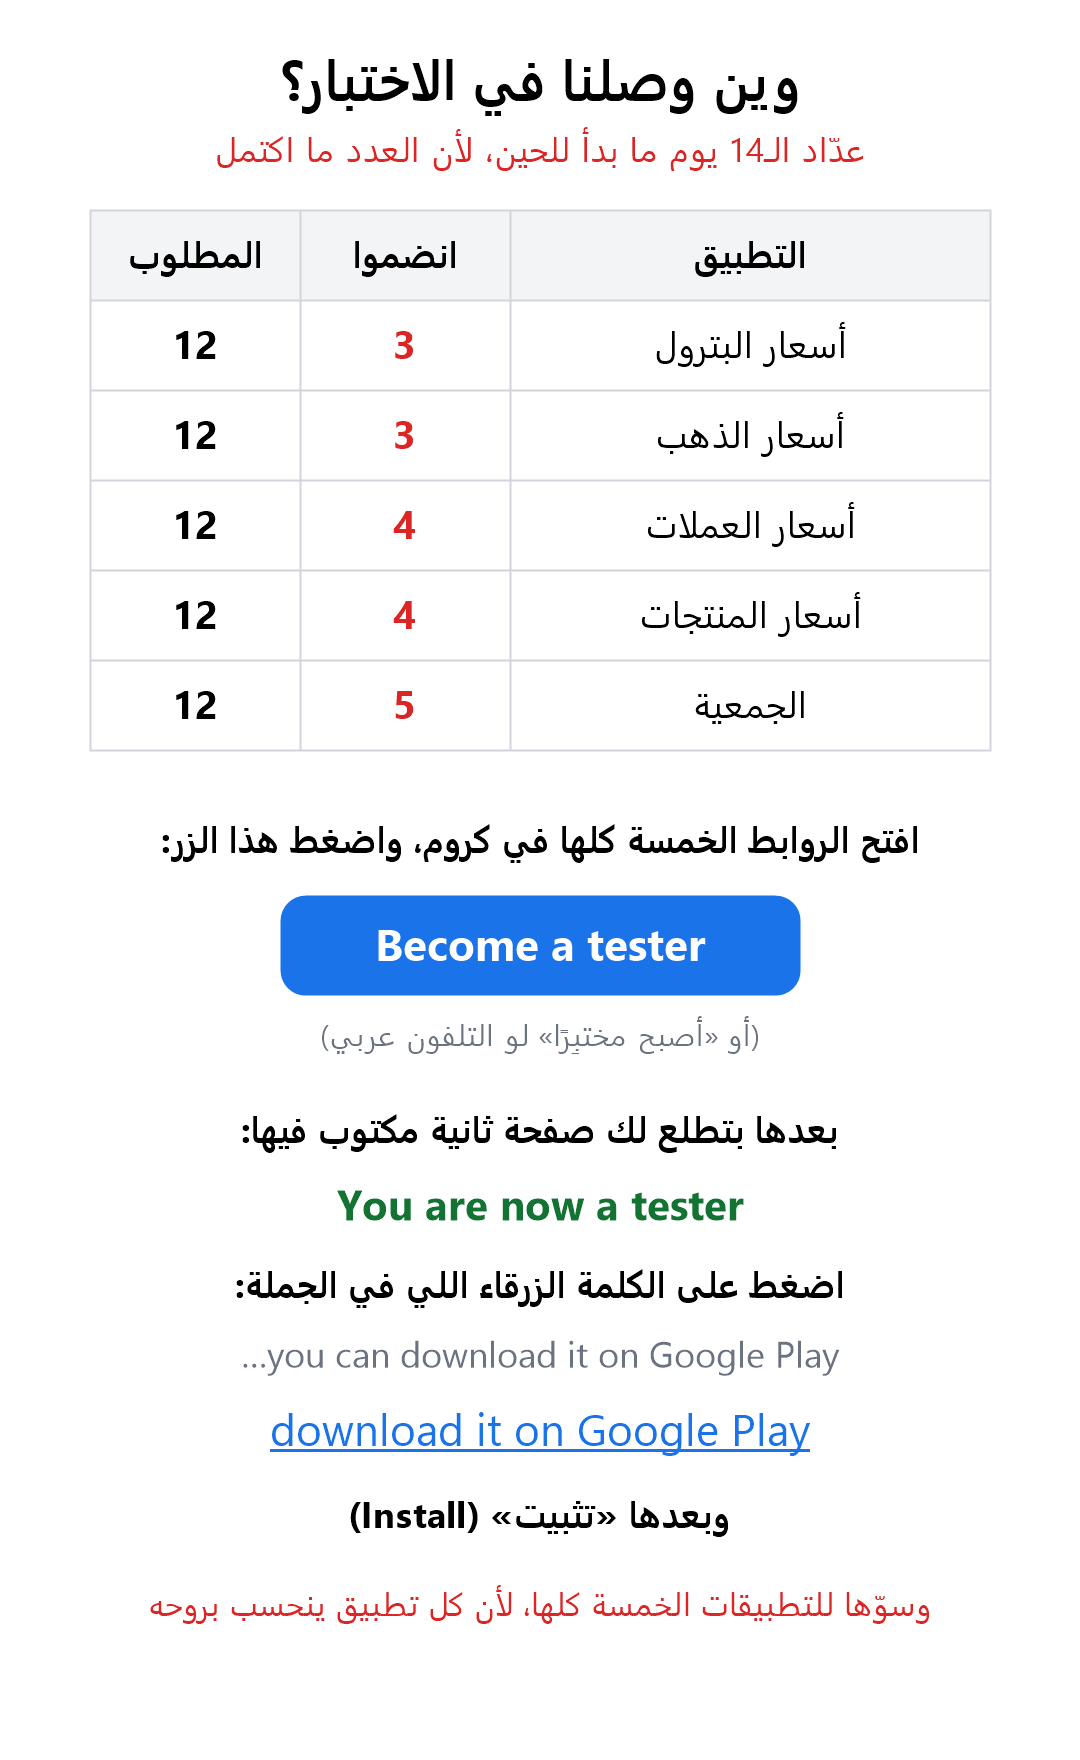 وين وصلنا في الاختبار؟
عدّاد الـ14 يوم ما بدأ للحين، لأن العدد ما اكتمل
التطبيق انضموا المطلوب
أسعار البترول 3 12
أسعار الذهب 3 12
أسعار العملات 4 12
أسعار المنتجات 4 12
الجمعية 5 12
افتح الروابط الخمسة كلها في كروم، واضغط هذا الزر:
Become a tester
(أو «أصبح مختبِرًا» لو التلفون عربي)
بعدها بتطلع لك صفحة ثانية مكتوب فيها:
You are now a tester
اضغط على الكلمة الزرقاء اللي في الجملة:
...you can download it on Google Play
download it on Google Play
وبعدها «تثبيت» (Install)
وسوّها للتطبيقات الخمسة كلها، لأن كل تطبيق ينحسب بروحه